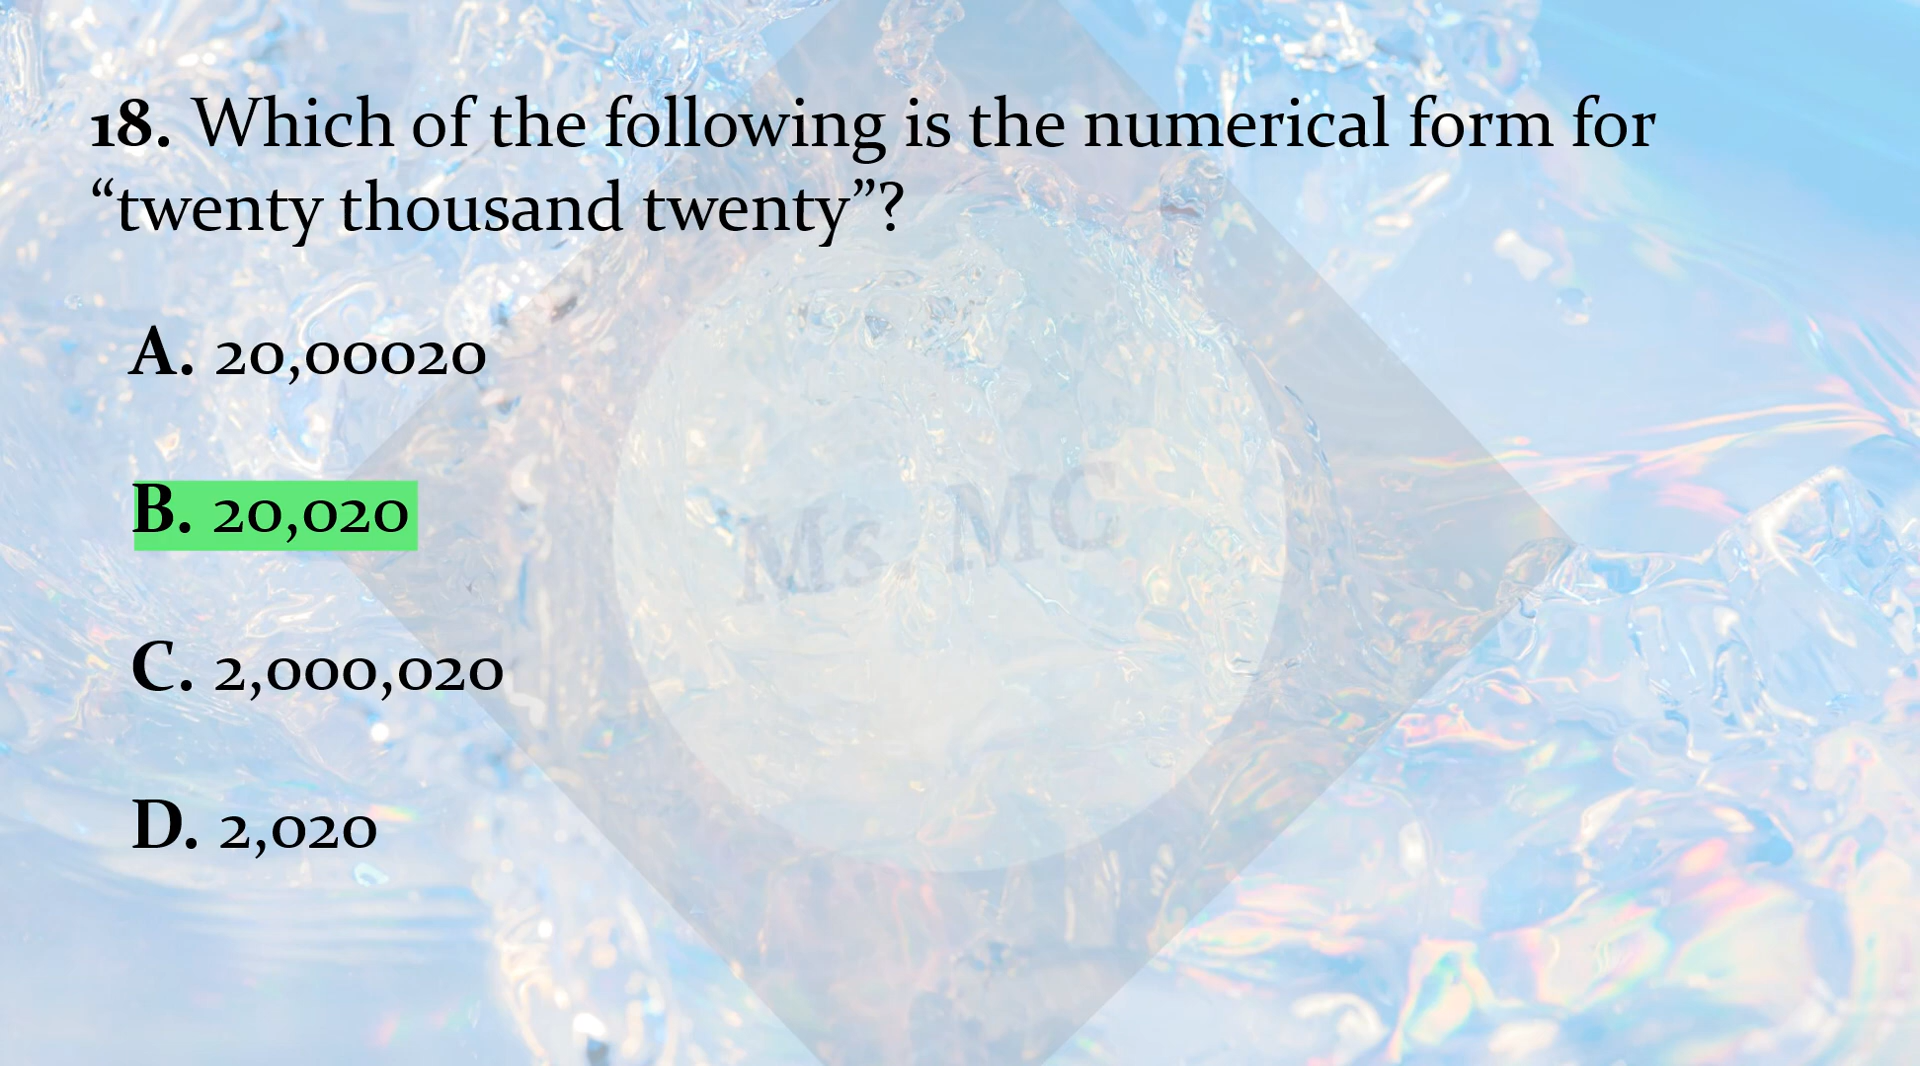 18. Which of the following is the numerical form for
“twenty thousand twenty”?
A. 20,00020
B. 20,020
Ms. MC
C. 2,000,020
D. 2,020